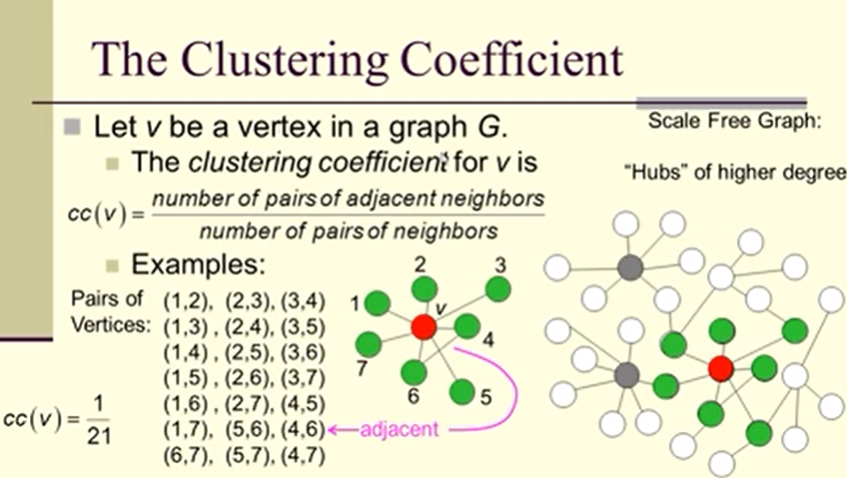 The Clustering Coefficient
Let v be a vertex in a graph G.
The clustering coefficient for v is
cc(v) = number of pairs of adjacent neighbors
number of pairs of neighbors
Examples:
Pairs of Vertices:
(1,2), (2,3), (3,4)
(1,3) , (2,4), (3,5)
(1,4) , (2,5), (3,6)
(1,5) , (2,6), (3,7)
(1,6) , (2,7), (4,5)
(1,7), (5,6), (4,6)
(6,7), (5,7), (4,7)
adjacent
cc(v) = 1
21
2
3
1
v
4
7
6
5
Scale Free Graph:
"Hubs" of higher degree